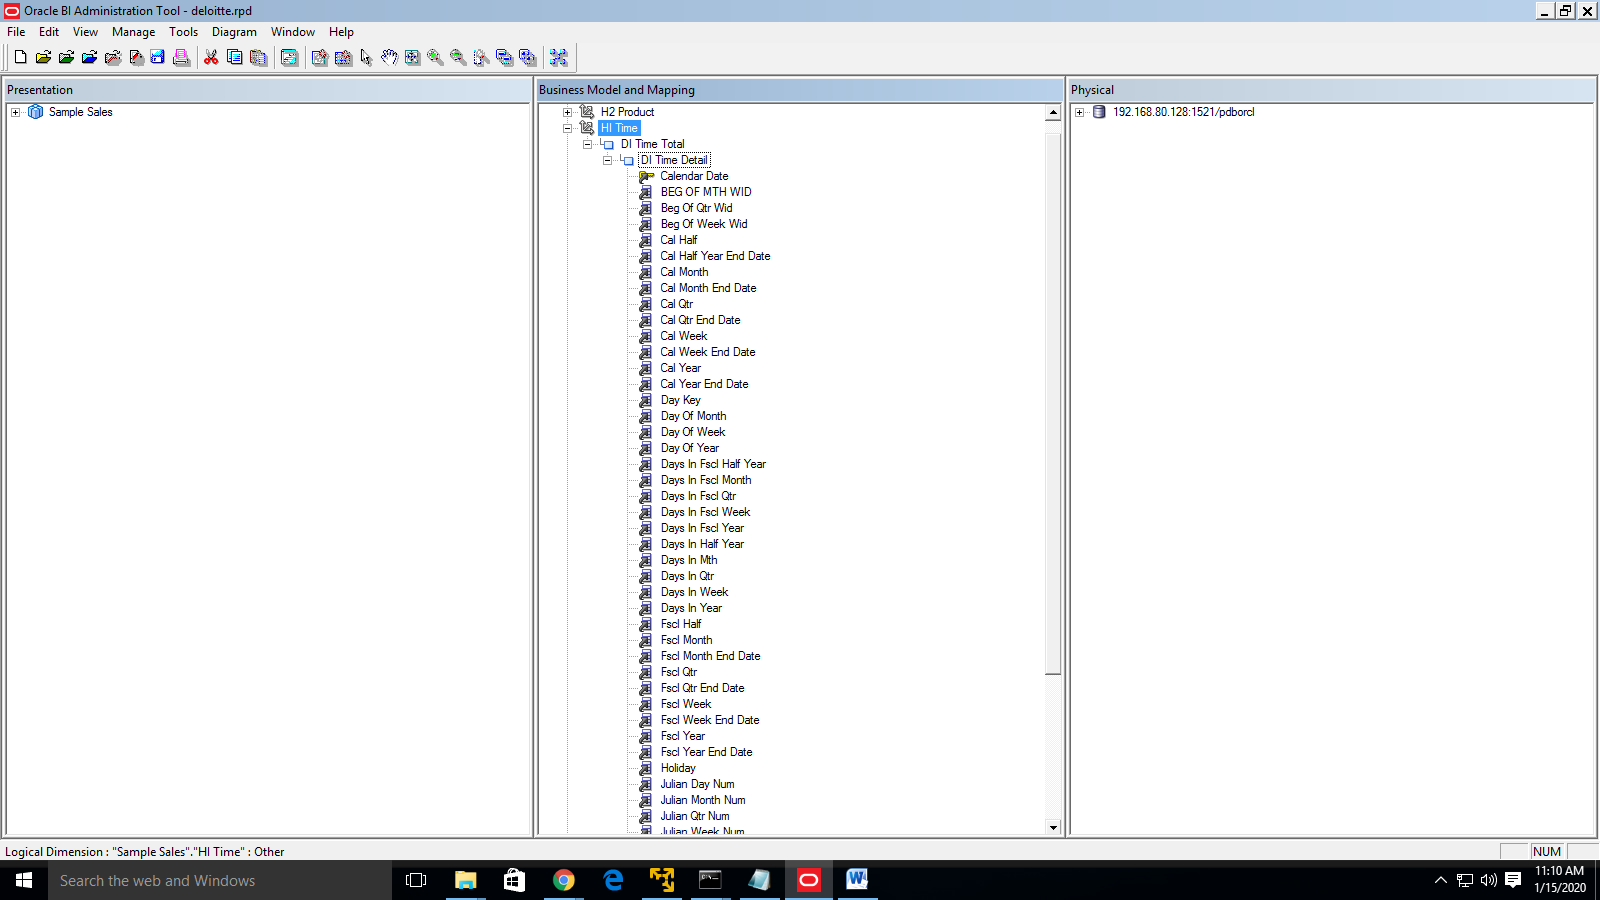 Oracle BI Administration Tool - deloitte.rpd
File Edit View Manage Tools Diagram Window Help
Presentation
Sample Sales
Business Model and Mapping
H2 Product
HI Time
DI Time Total
DI Time Detail
Calendar Date
BEG OF MTH WID
Beg Of Qtr Wid
Beg Of Week Wid
Cal Half
Cal Half Year End Date
Cal Month
Cal Month End Date
Cal Qtr
Cal Qtr End Date
Cal Week
Cal Week End Date
Cal Year
Cal Year End Date
Day Key
Day Of Month
Day Of Week
Day Of Year
Days In Fscl Half Year
Days In Fscl Month
Days In Fscl Qtr
Days In Fscl Week
Days In Fscl Year
Days In Half Year
Days In Mth
Days In Qtr
Days In Week
Days In Year
Fscl Half
Fscl Month
Fscl Month End Date
Fscl Qtr
Fscl Qtr End Date
Fscl Week
Fscl Week End Date
Fscl Year
Fscl Year End Date
Holiday
Julian Day Num
Julian Month Num
Julian Qtr Num
Julian Week Num
Physical
192.168.80.128:1521/pdborcl
Logical Dimension : "Sample Sales"."HI Time" : Other
NUM
Search the web and Windows
11:10 AM
1/15/2020